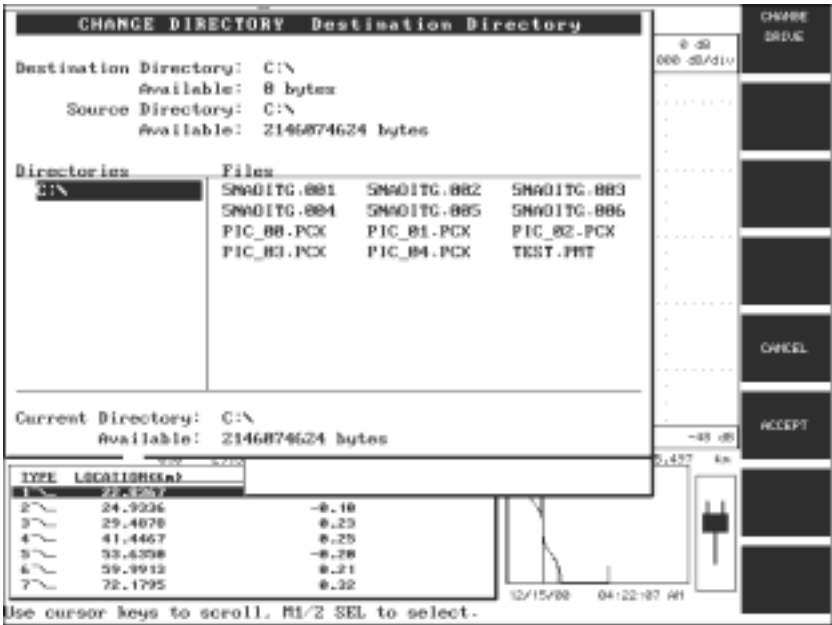 CHANGE DIRECTORY Destination Directory
Destination Directory: C:\
Available: 0 bytes
Source Directory: C:\
Available: 2146074624 bytes
Directories Files
C:\
SMADITG.001 SMADITG.002 SMADITG.003
SMADITG.004 SMADITG.005 SMADITG.006
PIC_00.PCX PIC_01.PCX PIC_02.PCX
PIC_03.PCX PIC_04.PCX TEST.PMT
Current Directory: C:\
Available: 2146074624 bytes
CHANGE
DRIVE
CANCEL
ACCEPT
0 dB
000 dB/div
-40 dB
5.497 Km
TYPE LOCATION(Km)
1
2 24.9336 -0.10
3 29.4070 0.23
4 41.4467 0.25
5 53.6350 -0.20
6 59.9913 0.21
7 72.1795 0.32
12/15/00 04:22:07 AM
Use cursor keys to scroll, M1/2 SEL to select.